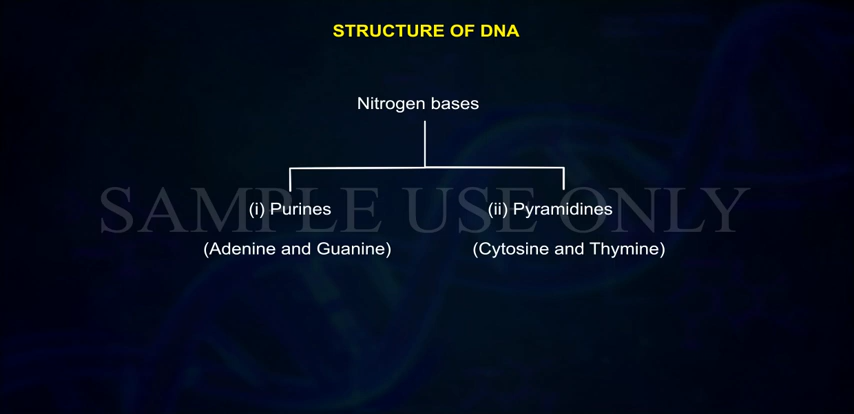 STRUCTURE OF DNA
Nitrogen bases
SAMPLE USE ONLY
(i) Purines
(ii) Pyramidines
(Adenine and Guanine)
(Cytosine and Thymine)